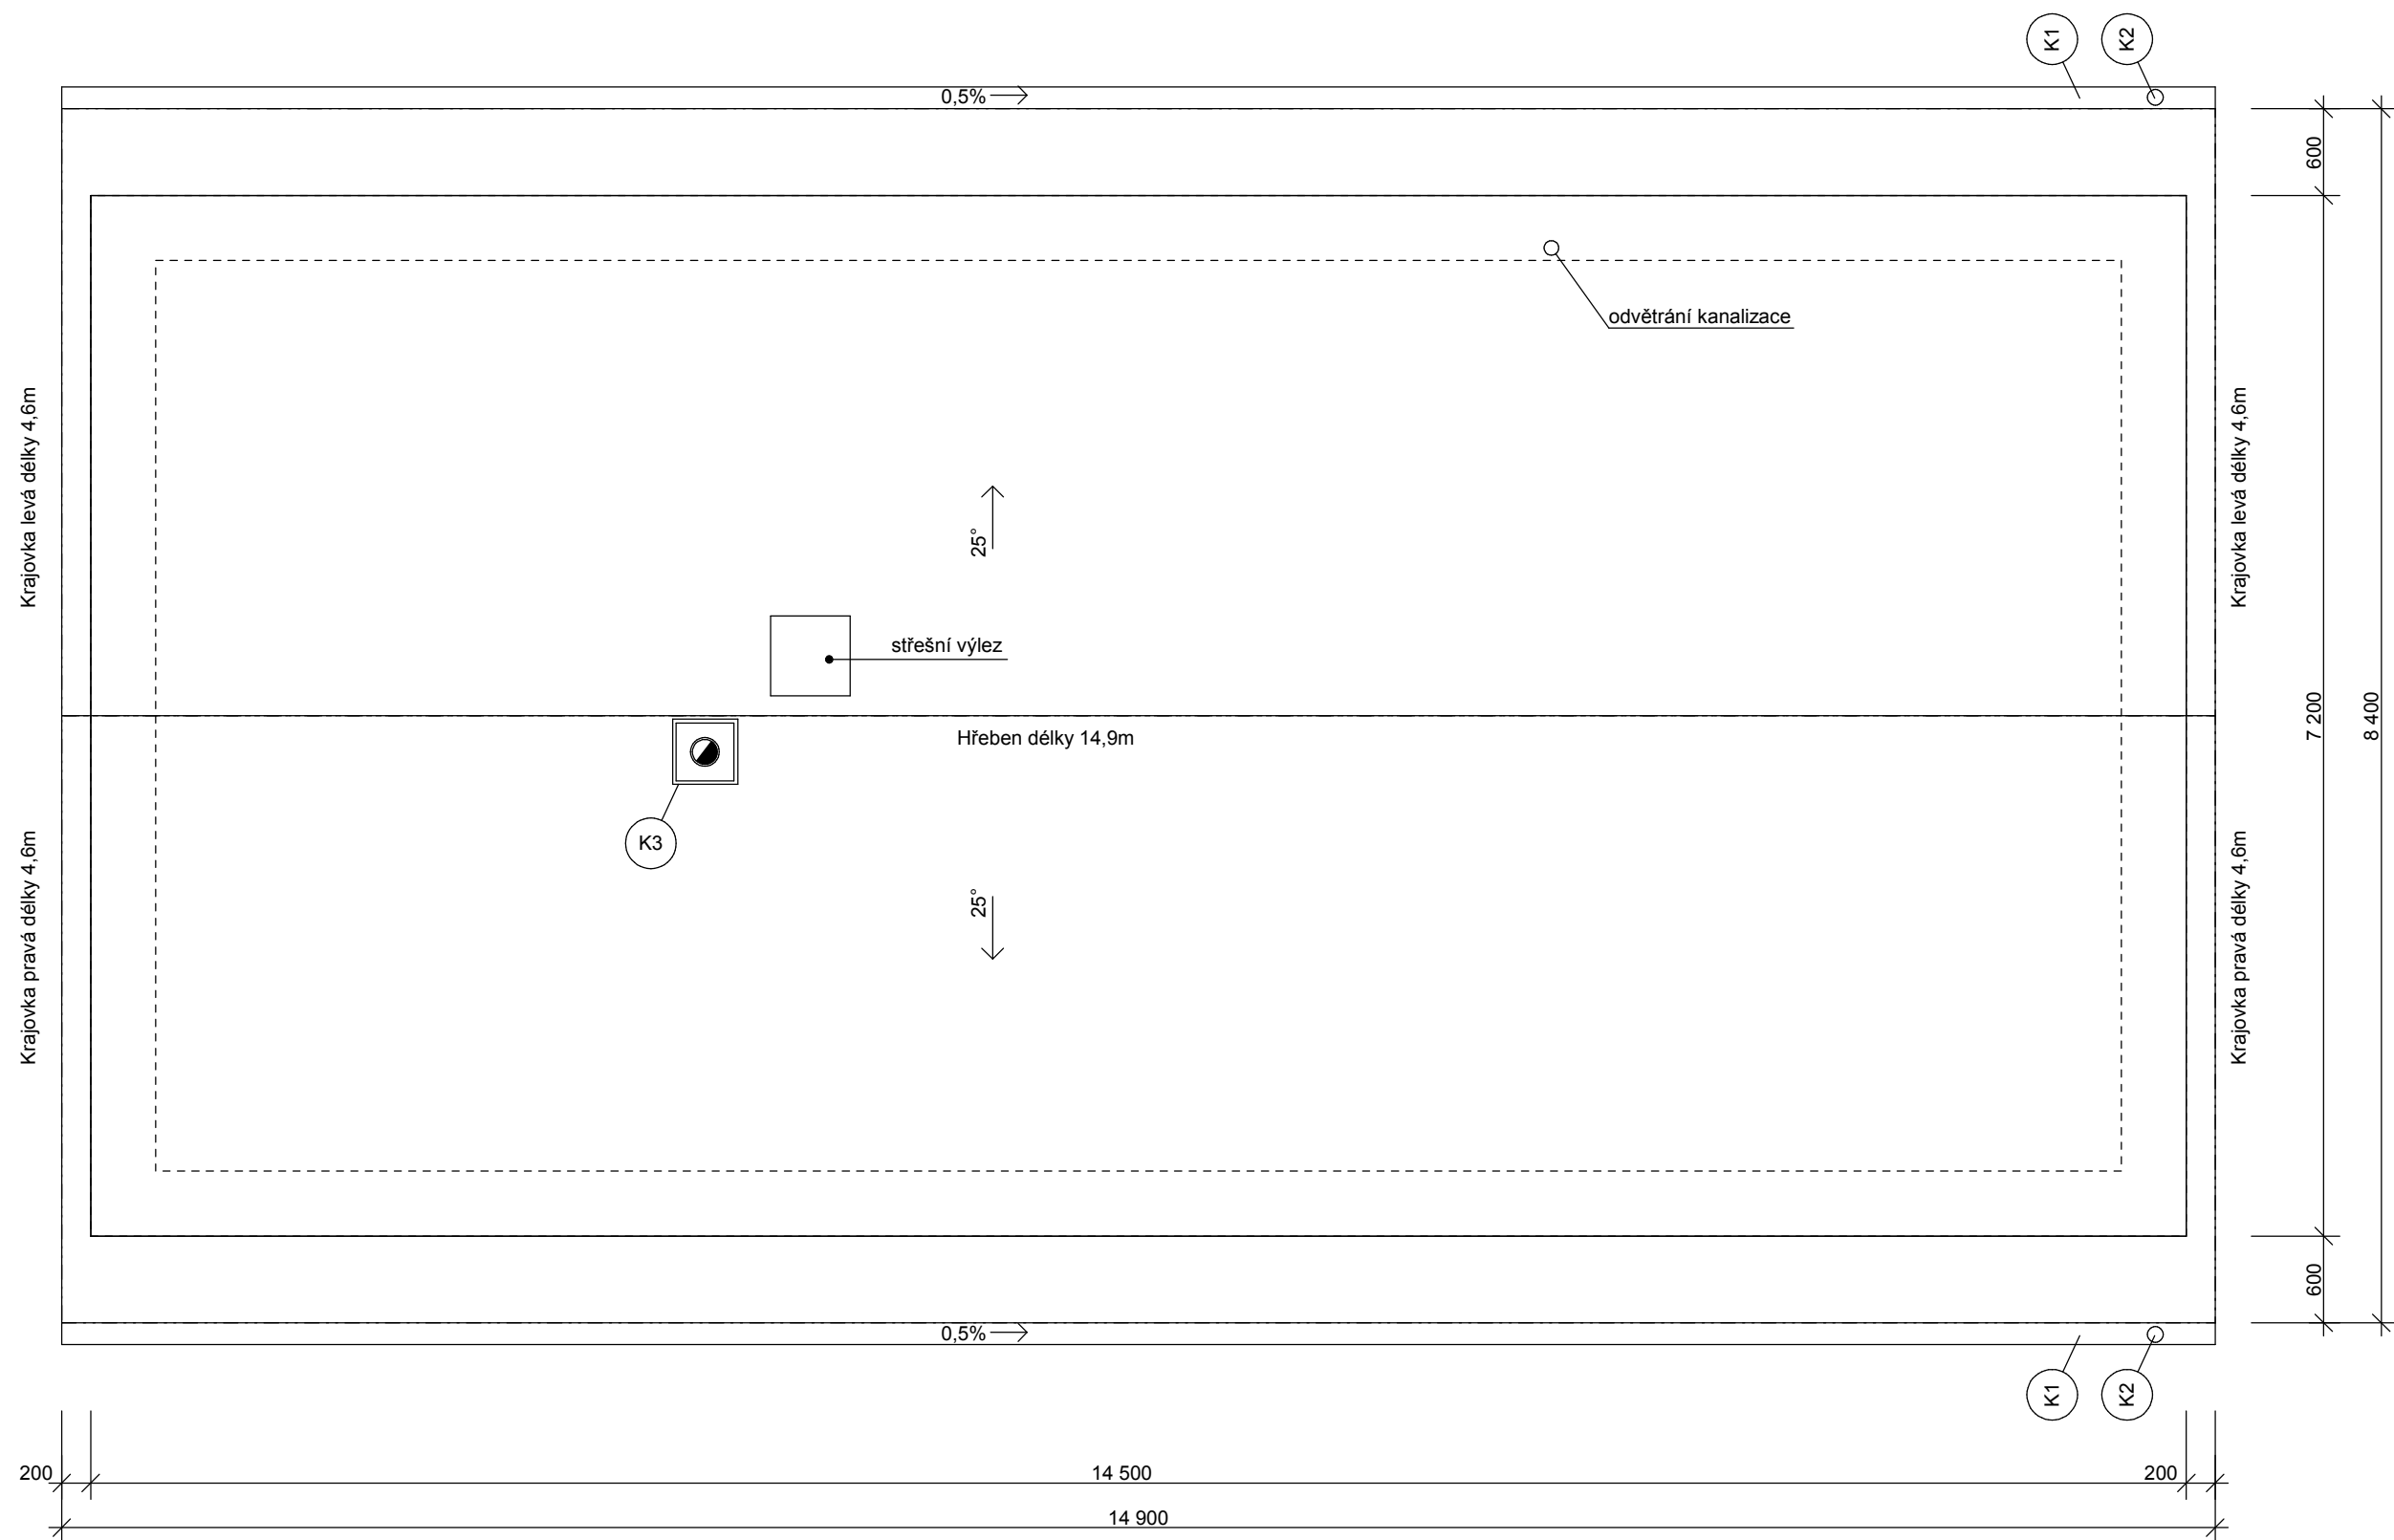 K1
K2
0,5%
600
odvětrání kanalizace
Krajovka levá délky 4,6m
Krajovka levá délky 4,6m
25°
střešní výlez
7 200
8 400
Hřeben délky 14,9m
K3
Krajovka pravá délky 4,6m
Krajovka pravá délky 4,6m
25°
600
0,5%
K1
K2
200
14 500
200
14 900